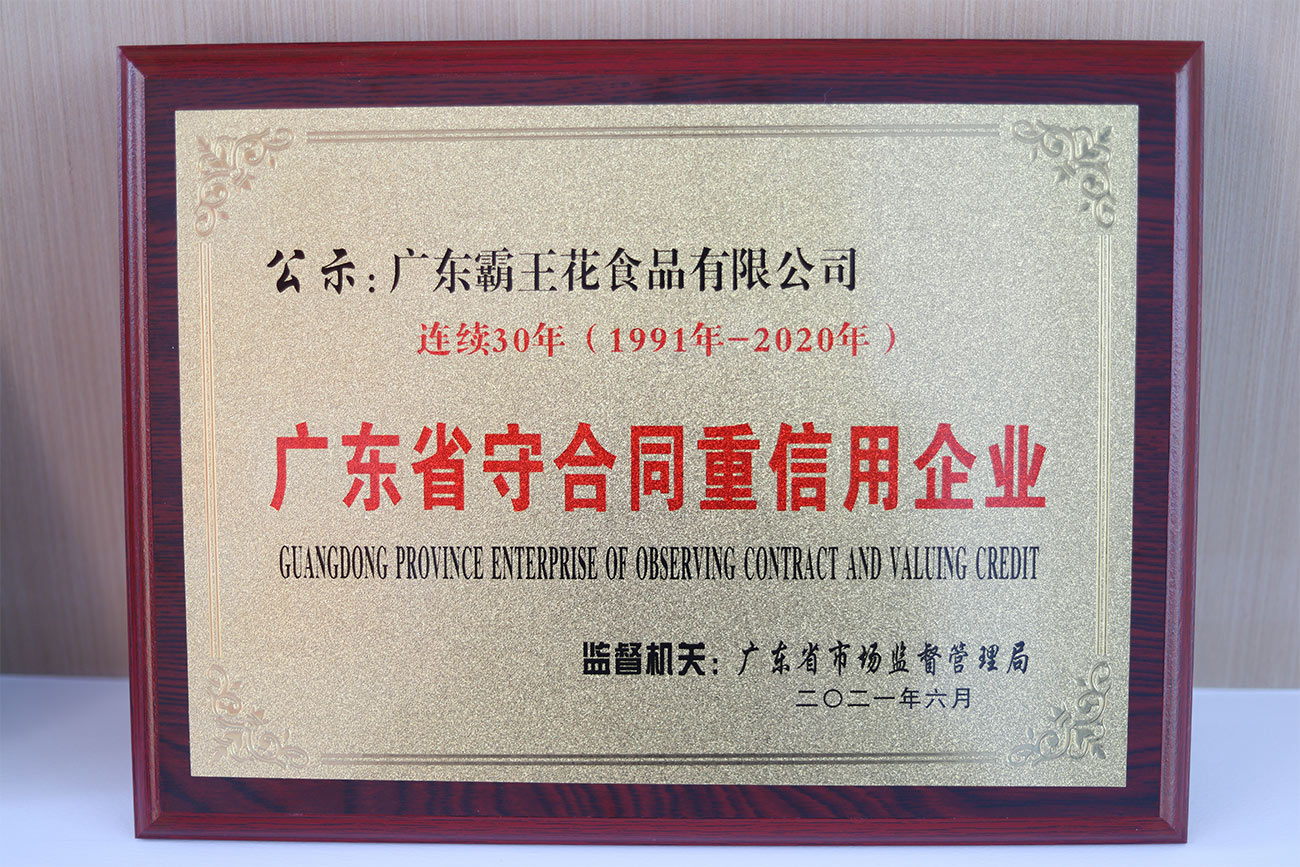 公示：广东霸王花食品有限公司
连续30年（1991年-2020年）
广东省守合同重信用企业
GUANGDONG PROVINCE ENTERPRISE OF OBSERVING CONTRACT AND VALUING CREDIT
监督机关：广东省市场监督管理局
二〇二一年六月